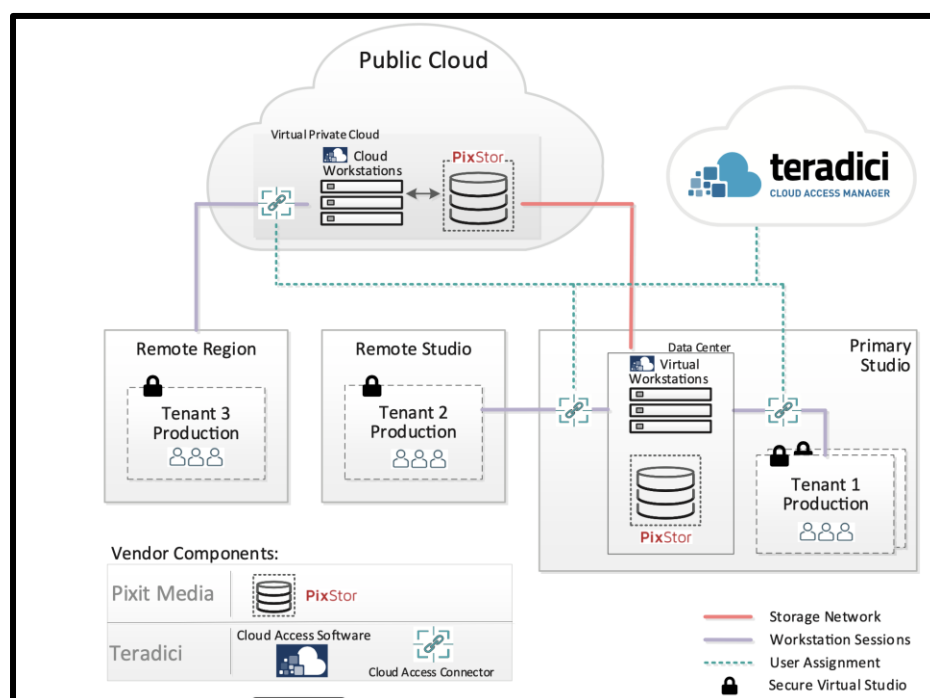 Public Cloud
Virtual Private Cloud
Cloud
Workstations
PixStor
teradici
CLOUD ACCESS MANAGER
Remote Region
Tenant 3
Production
Remote Studio
Tenant 2
Production
Data Center
Primary
Studio
Virtual
Workstations
PixStor
Tenant 1
Production
Vendor Components:
Pixit Media
PixStor
Teradici
Cloud Access Software
Cloud Access Connector
Storage Network
Workstation Sessions
User Assignment
Secure Virtual Studio